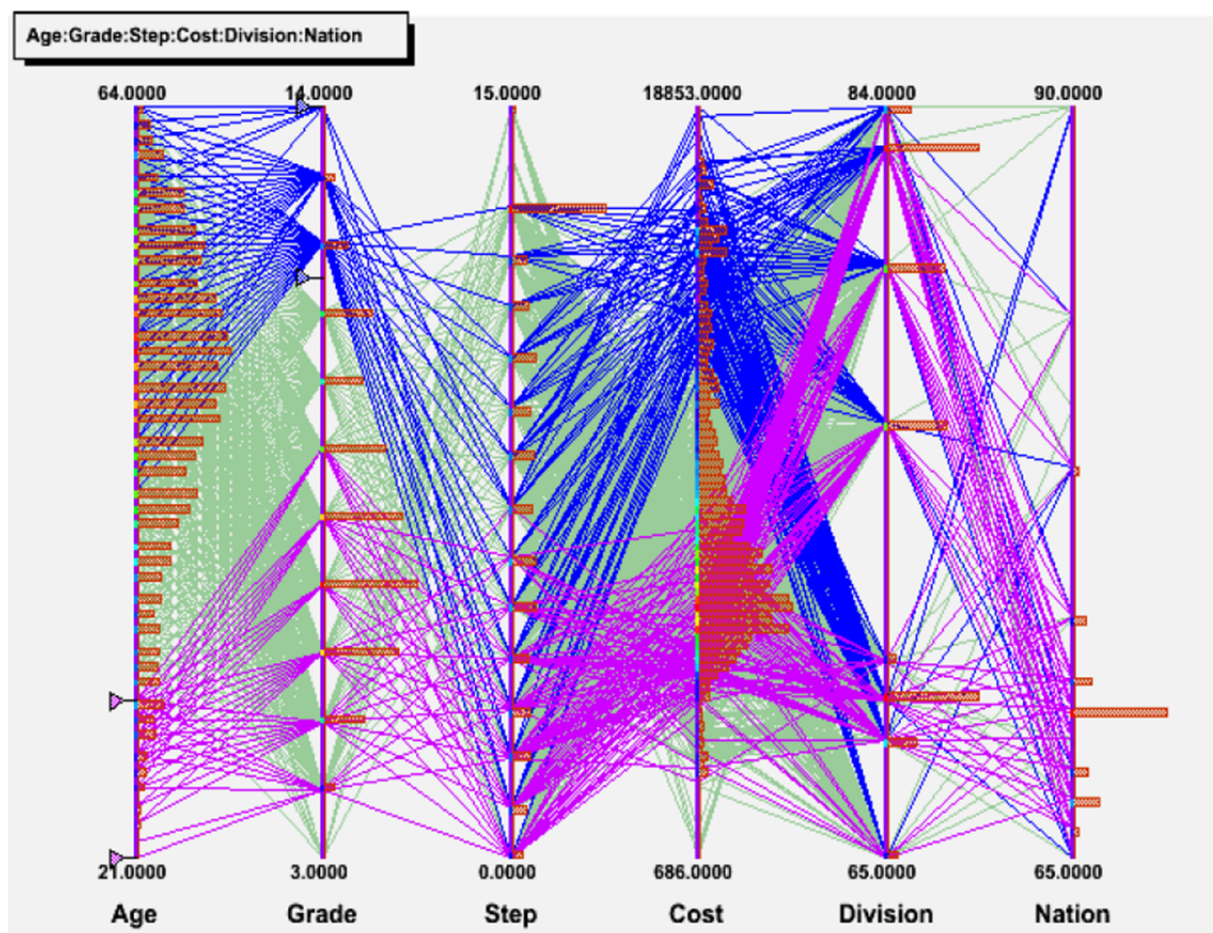 Age:Grade:Step:Cost:Division:Nation
64.0000 14.0000 15.0000 18853.0000 84.0000 90.0000
21.0000 3.0000 0.0000 686.0000 65.0000 65.0000
Age Grade Step Cost Division Nation